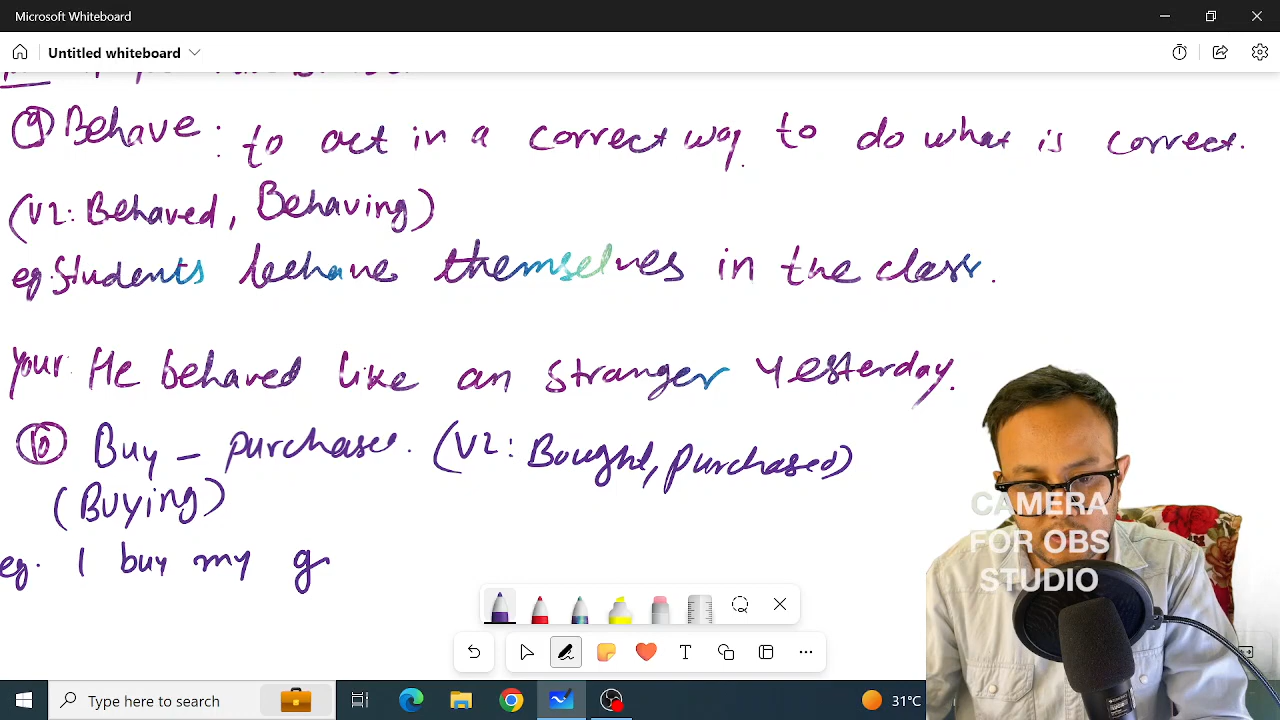 Microsoft Whiteboard
Untitled whiteboard
9 Behave: to act in a correct way. to do what is correct.
(V2: Behaved, Behaving)
eg. Students behave themselves in the class.
Your: He behaved like an stranger yesterday.
10 Buy - purchase. (V2: Bought, purchased)
(Buying)
eg. I buy my g
CAMERA
FOR OBS
STUDIO
Type here to search
31°C